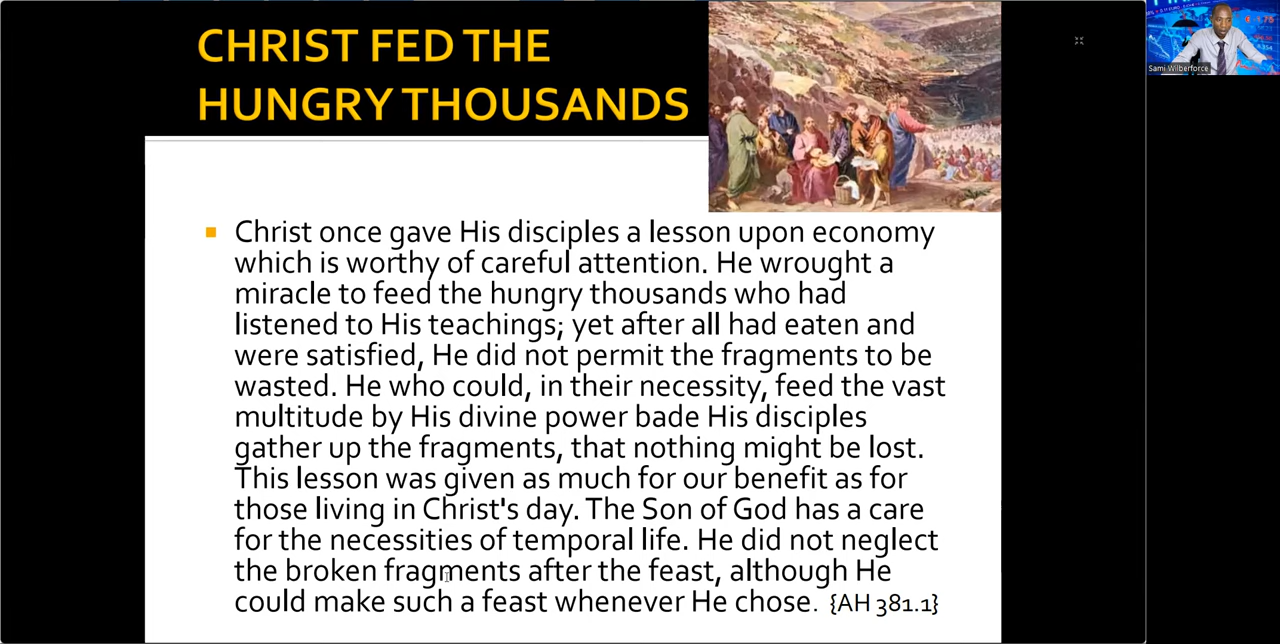 CHRIST FED THE
HUNGRY THOUSANDS
Christ once gave His disciples a lesson upon economy
which is worthy of careful attention. He wrought a
miracle to feed the hungry thousands who had
listened to His teachings; yet after all had eaten and
were satisfied, He did not permit the fragments to be
wasted. He who could, in their necessity, feed the vast
multitude by His divine power bade His disciples
gather up the fragments, that nothing might be lost.
This lesson was given as much for our benefit as for
those living in Christ's day. The Son of God has a care
for the necessities of temporal life. He did not neglect
the broken fragments after the feast, although He
could make such a feast whenever He chose. {AH 381.1}
Sami Wilberforce